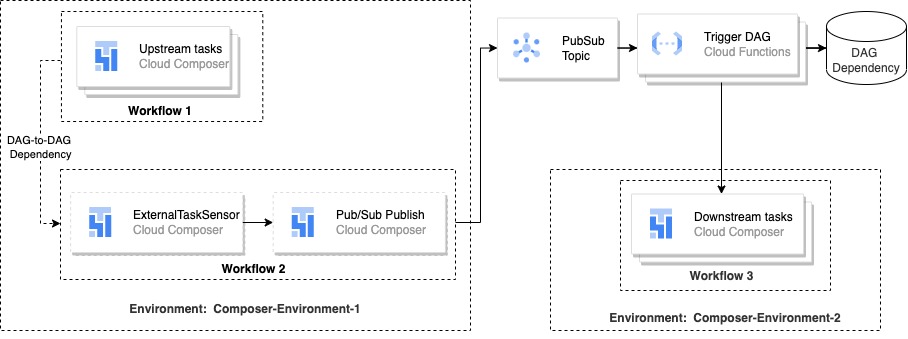 Upstream tasks
Cloud Composer
Workflow 1
DAG-to-DAG
Dependency
ExternalTaskSensor
Cloud Composer
Pub/Sub Publish
Cloud Composer
Workflow 2
Environment: Composer-Environment-1
PubSub
Topic
Trigger DAG
Cloud Functions
DAG
Dependency
Downstream tasks
Cloud Composer
Workflow 3
Environment: Composer-Environment-2